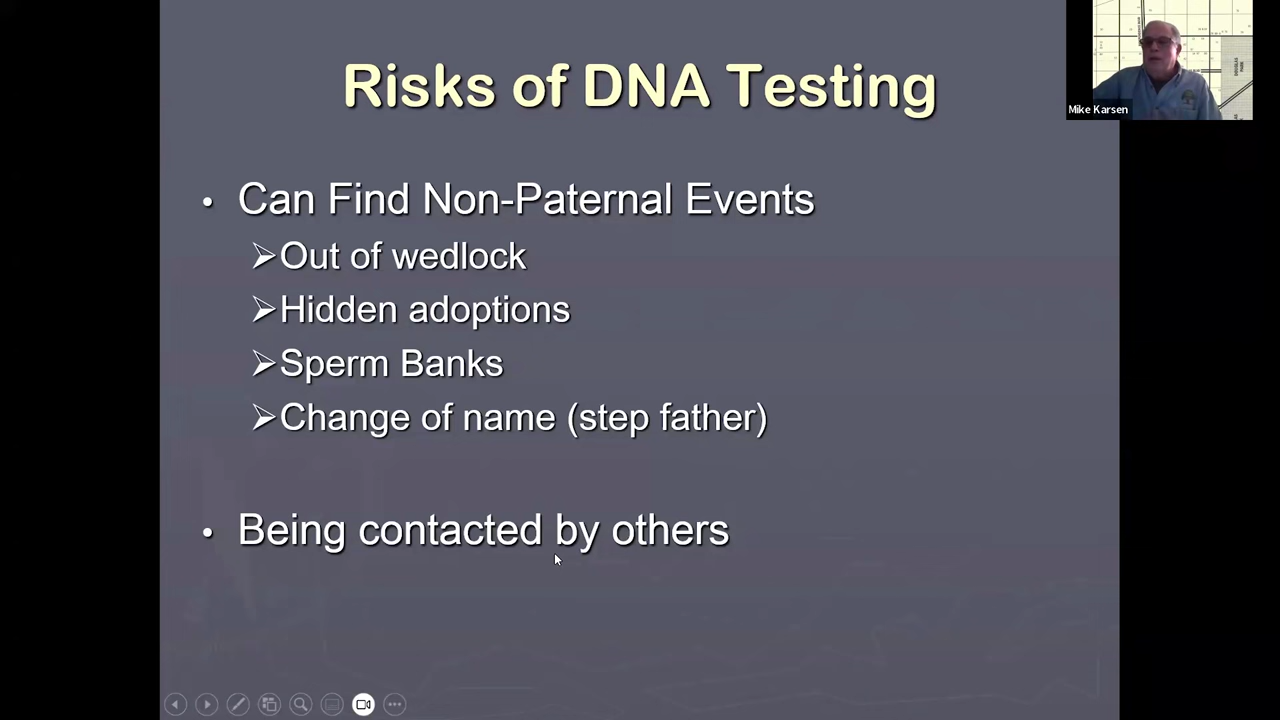 Risks of DNA Testing
Mike Karsen
• Can Find Non-Paternal Events
➢Out of wedlock
➢Hidden adoptions
➢Sperm Banks
➢Change of name (step father)
• Being contacted by others